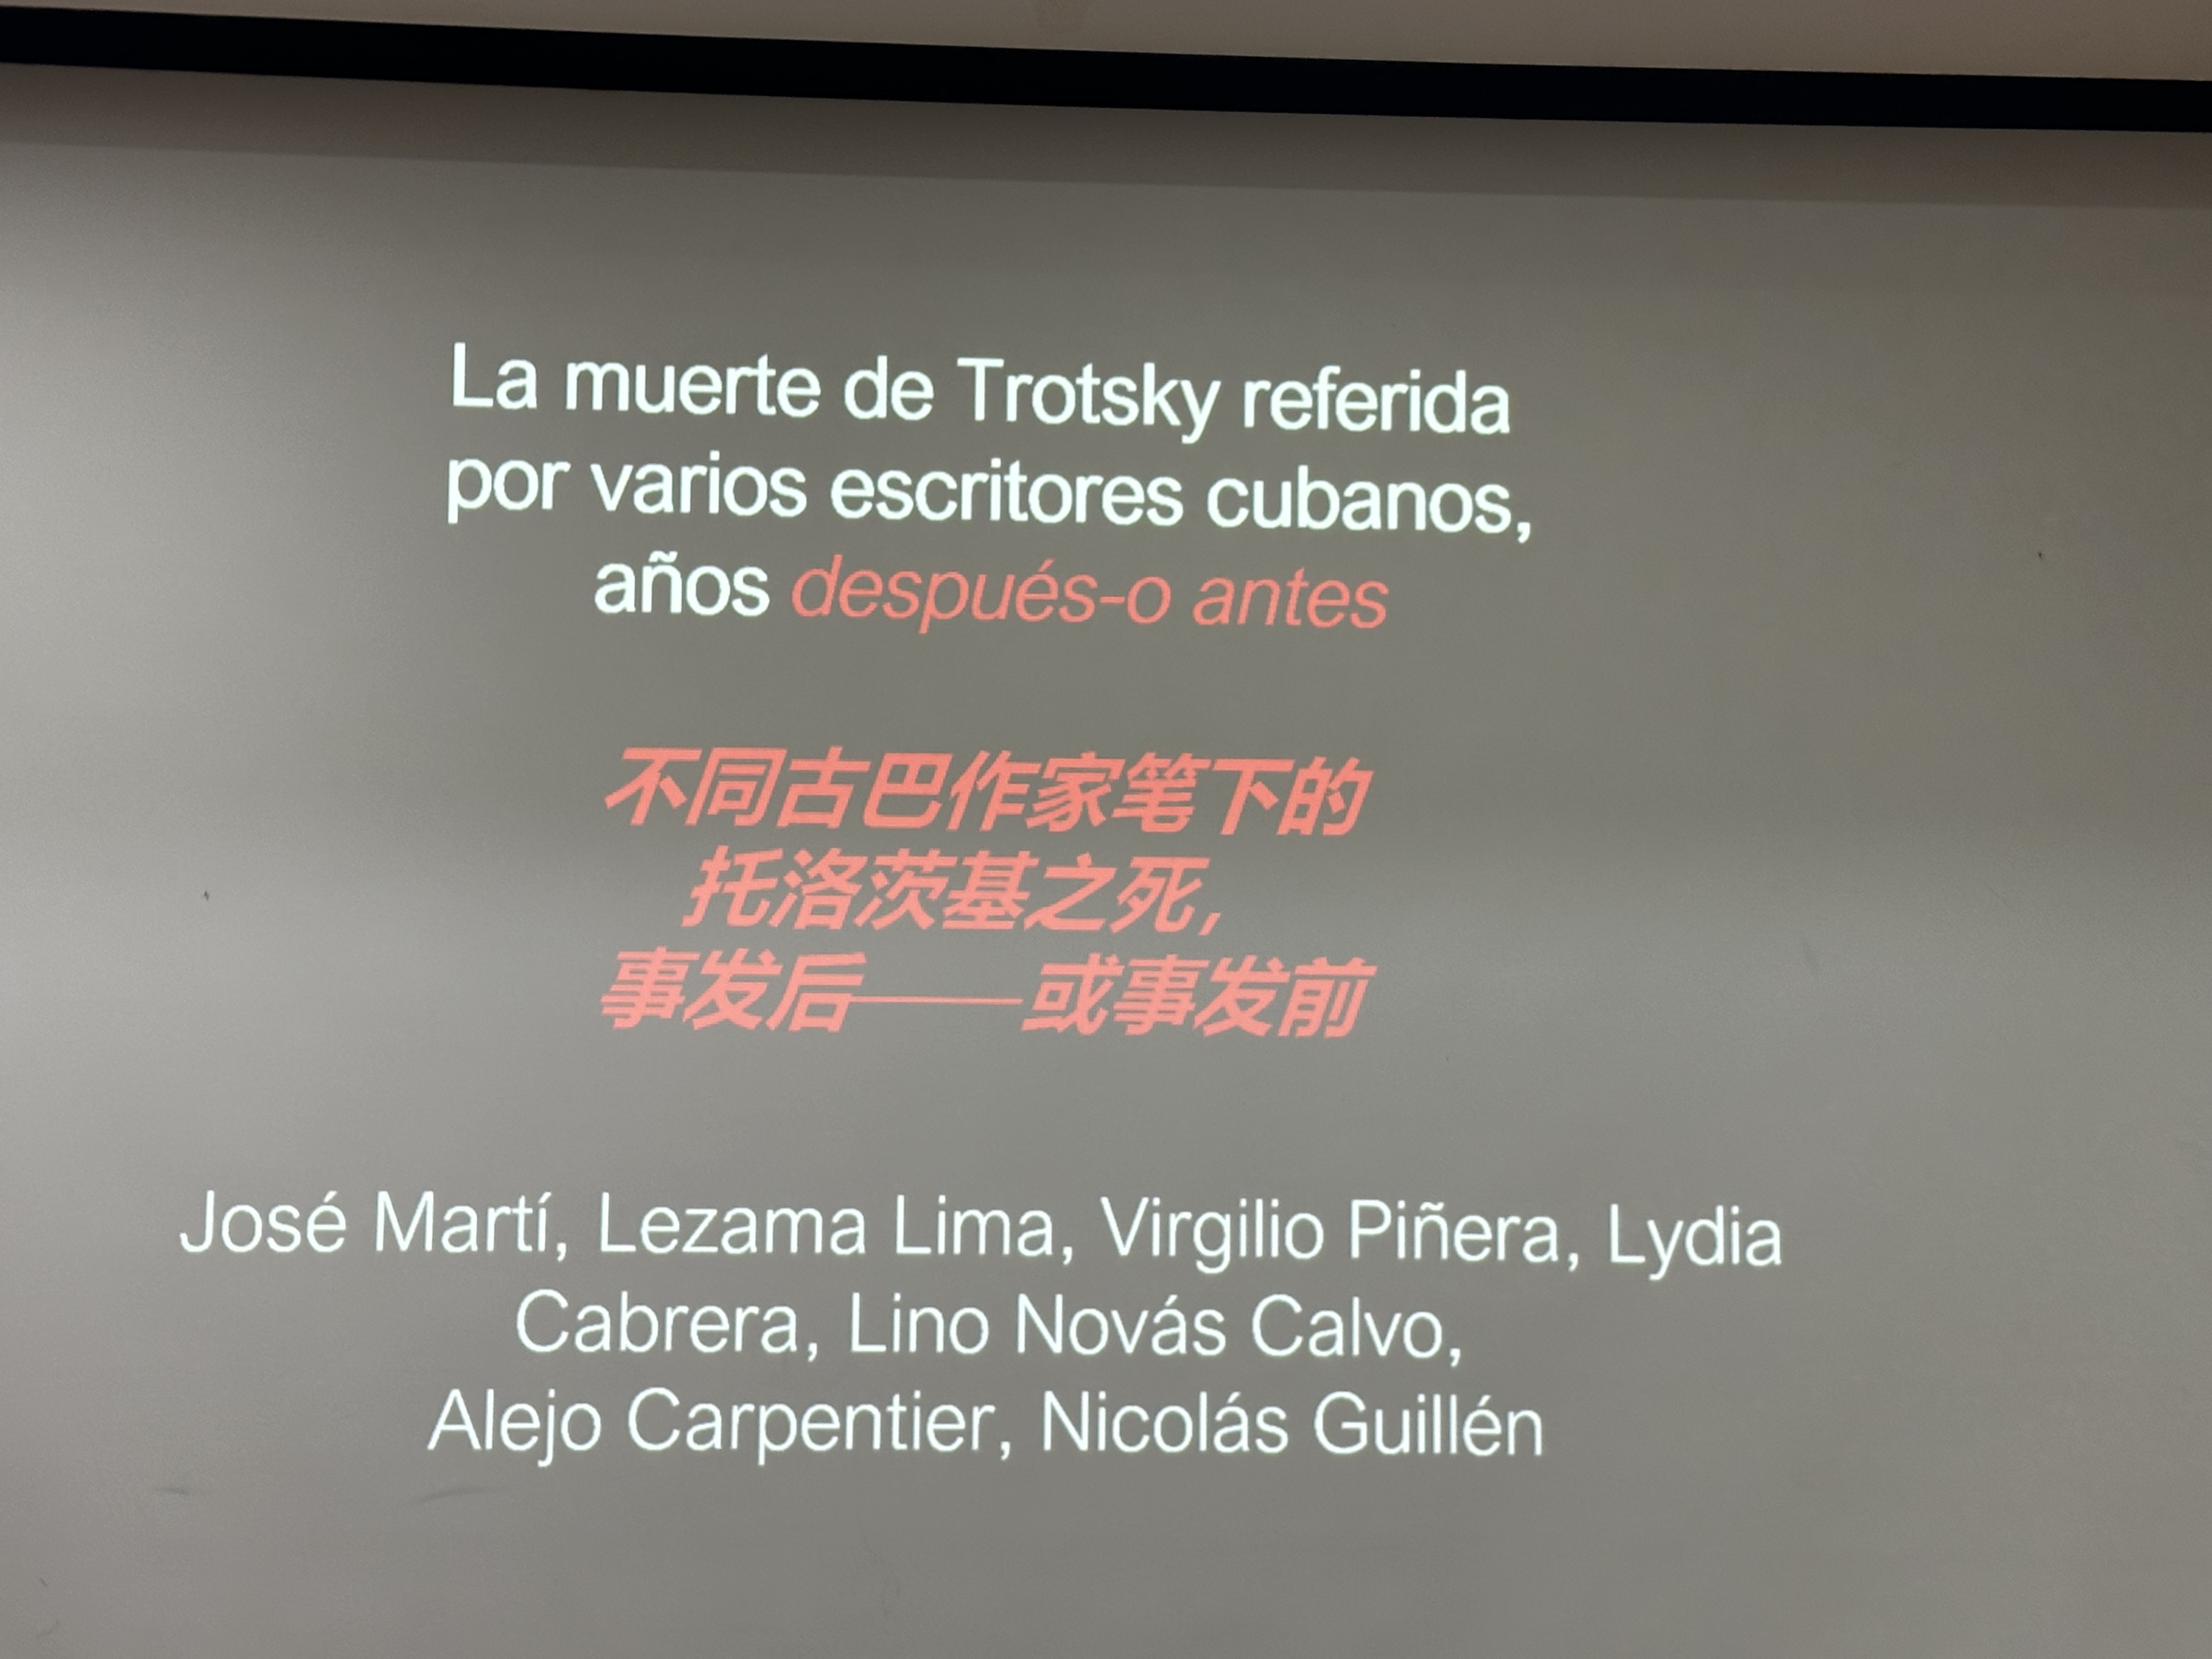 La muerte de Trotsky referida
por varios escritores cubanos,
años después-o antes
不同古巴作家笔下的
托洛茨基之死，
事发后——或事发前
José Martí, Lezama Lima, Virgilio Piñera, Lydia
Cabrera, Lino Novás Calvo,
Alejo Carpentier, Nicolás Guillén